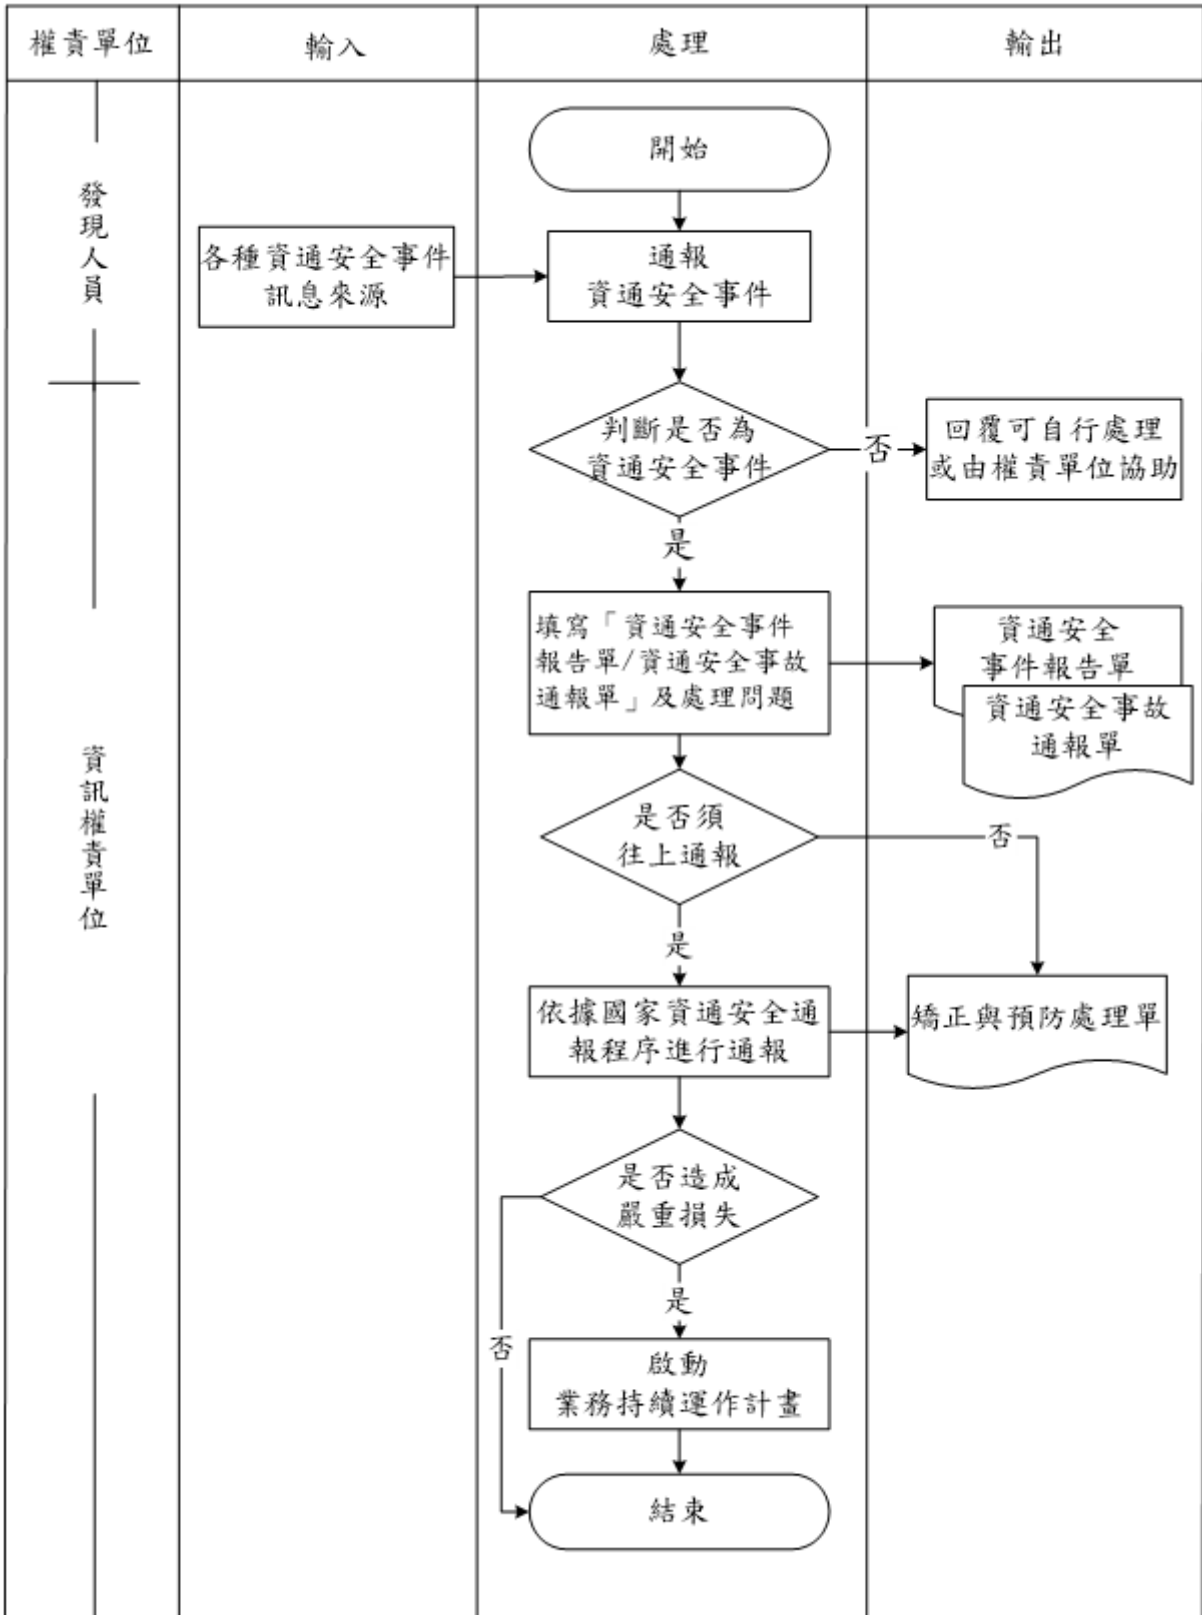 權責單位
輸入
處理
輸出
發現人員
開始
各種資通安全事件
訊息來源
通報
資通安全事件
判斷是否為
資通安全事件
否
回覆可自行處理
或由權責單位協助
是
資訊權責單位
填寫「資通安全事件
報告單/資通安全事故
通報單」及處理問題
資通安全
事件報告單
資通安全事故
通報單
是否須
往上通報
否
是
依據國家資通安全通
報程序進行通報
矯正與預防處理單
是否造成
嚴重損失
否
是
啟動
業務持續運作計畫
結束